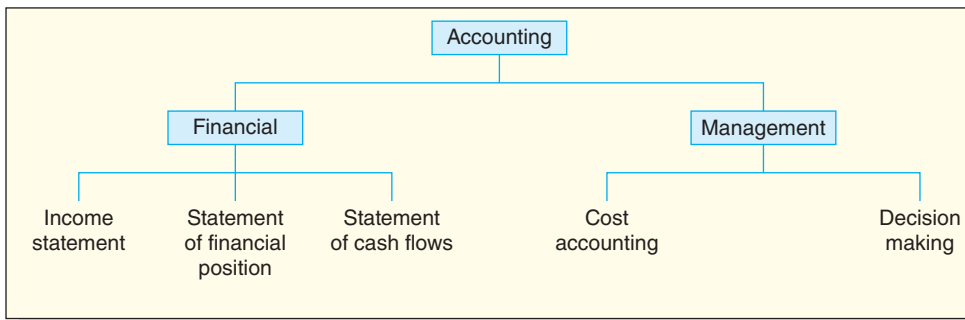 Accounting
Financial
Management
Income
statement
Statement
of financial
position
Statement
of cash flows
Cost
accounting
Decision
making